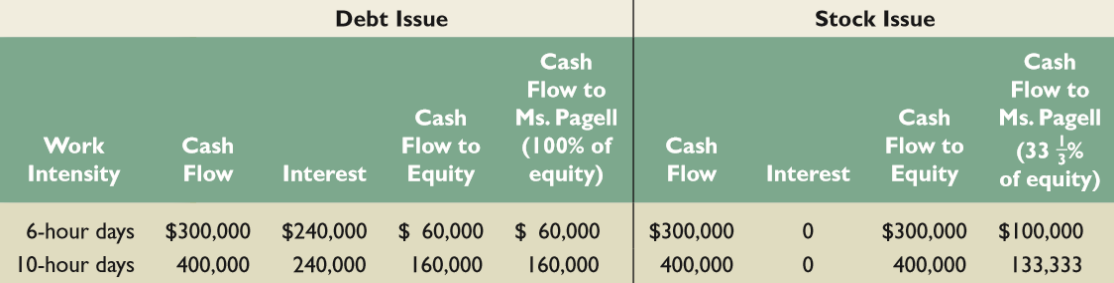 Debt Issue Stock Issue
Cash Cash
Flow to Flow to
Cash Ms. Pagell Cash Ms. Pagell
Work Cash Flow to (100% of Cash Flow to (33 1/3%
Intensity Flow Interest Equity equity) Flow Interest Equity of equity)
6-hour days $300,000 $240,000 $ 60,000 $ 60,000 $300,000 0 $300,000 $100,000
10-hour days 400,000 240,000 160,000 160,000 400,000 0 400,000 133,333